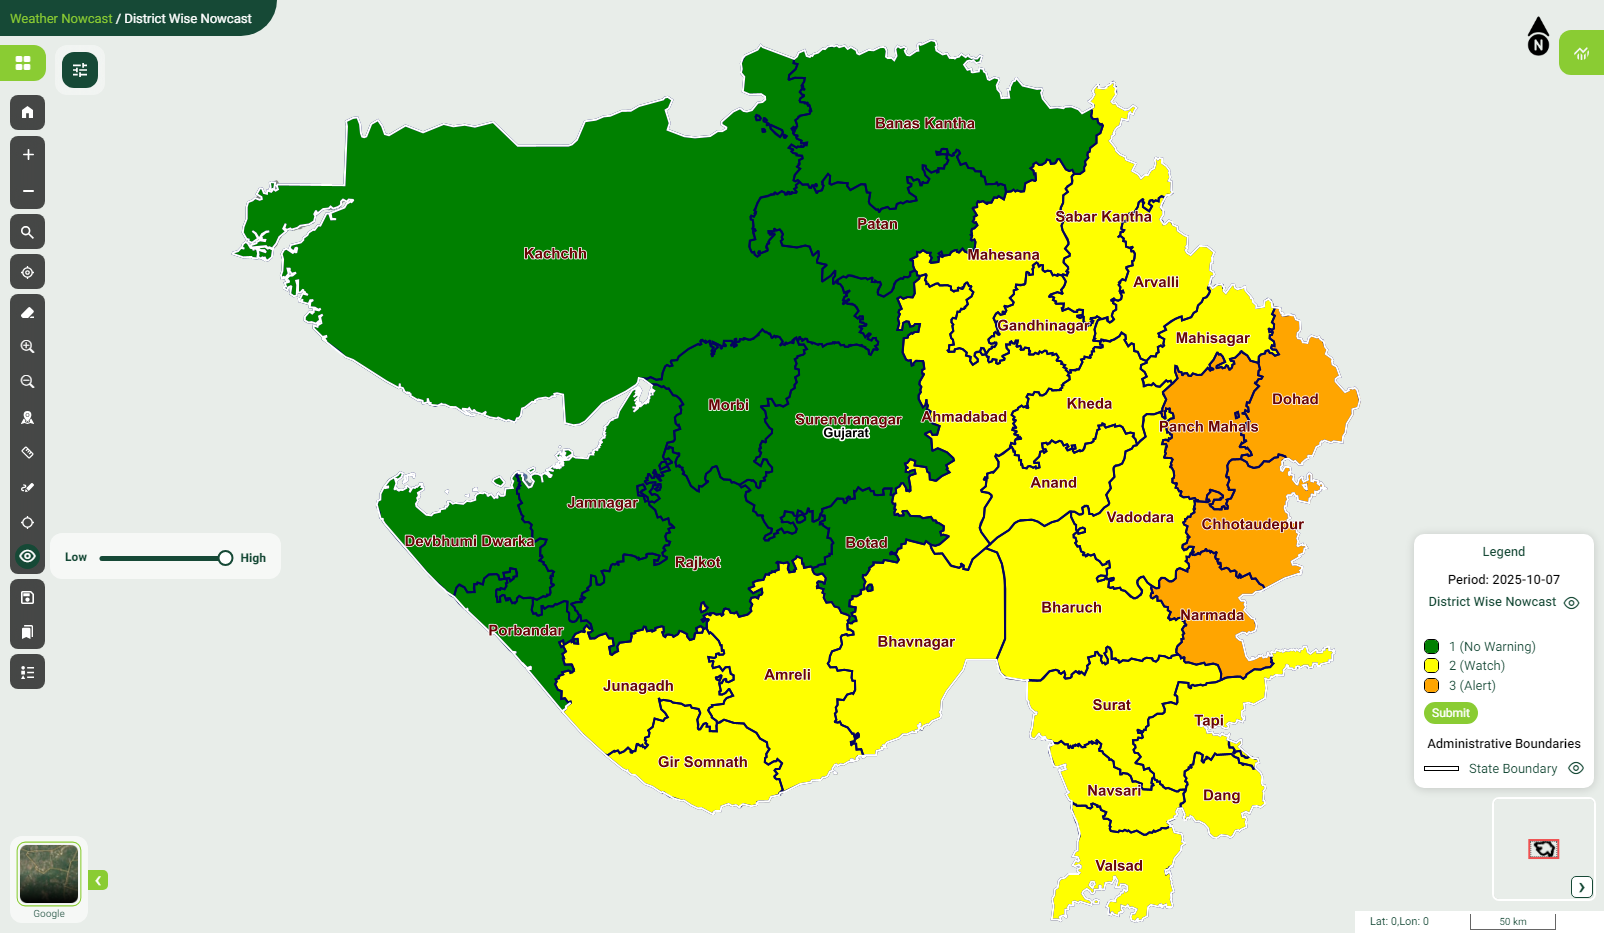 Weather Nowcast / District Wise Nowcast
N
Banas Kantha
Sabar Kantha
Patan
Kachchh
Mahesana
Arvalli
Gandhinagar
Mahisagar
Dohad
Morbi
Kheda
Surendranagar
Ahmadabad
Panch Mahals
Gujarat
Anand
Jamnagar
Vadodara
Chhotaudepur
Devbhumi Dwarka
Botad
Low
High
Rajkot
Bharuch
Narmada
Porbandar
Bhavnagar
Amreli
Junagadh
Surat
Tapi
Gir Somnath
Navsari
Dang
Valsad
Legend
Period: 2025-10-07
District Wise Nowcast
1 (No Warning)
2 (Watch)
3 (Alert)
Submit
Administrative Boundaries
State Boundary
Google
Lat: 0,Lon: 0
50 km